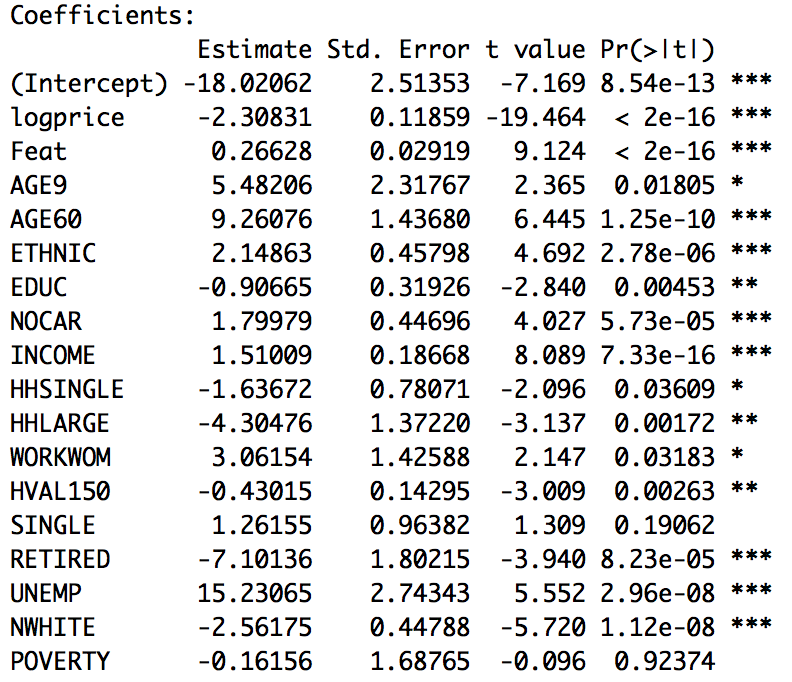 Coefficients:
Estimate Std. Error t value Pr(>|t|)
(Intercept) -18.02062 2.51353 -7.169 8.54e-13 ***
logprice -2.30831 0.11859 -19.464 < 2e-16 ***
Feat 0.26628 0.02919 9.124 < 2e-16 ***
AGE9 5.48206 2.31767 2.365 0.01805 *
AGE60 9.26076 1.43680 6.445 1.25e-10 ***
ETHNIC 2.14863 0.45798 4.692 2.78e-06 ***
EDUC -0.90665 0.31926 -2.840 0.00453 **
NOCAR 1.79979 0.44696 4.027 5.73e-05 ***
INCOME 1.51009 0.18668 8.089 7.33e-16 ***
HHSINGLE -1.63672 0.78071 -2.096 0.03609 *
HHLARGE -4.30476 1.37220 -3.137 0.00172 **
WORKWOM 3.06154 1.42588 2.147 0.03183 *
HVAL150 -0.43015 0.14295 -3.009 0.00263 **
SINGLE 1.26155 0.96382 1.309 0.19062
RETIRED -7.10136 1.80215 -3.940 8.23e-05 ***
UNEMP 15.23065 2.74343 5.552 2.96e-08 ***
NWHITE -2.56175 0.44788 -5.720 1.12e-08 ***
POVERTY -0.16156 1.68765 -0.096 0.92374